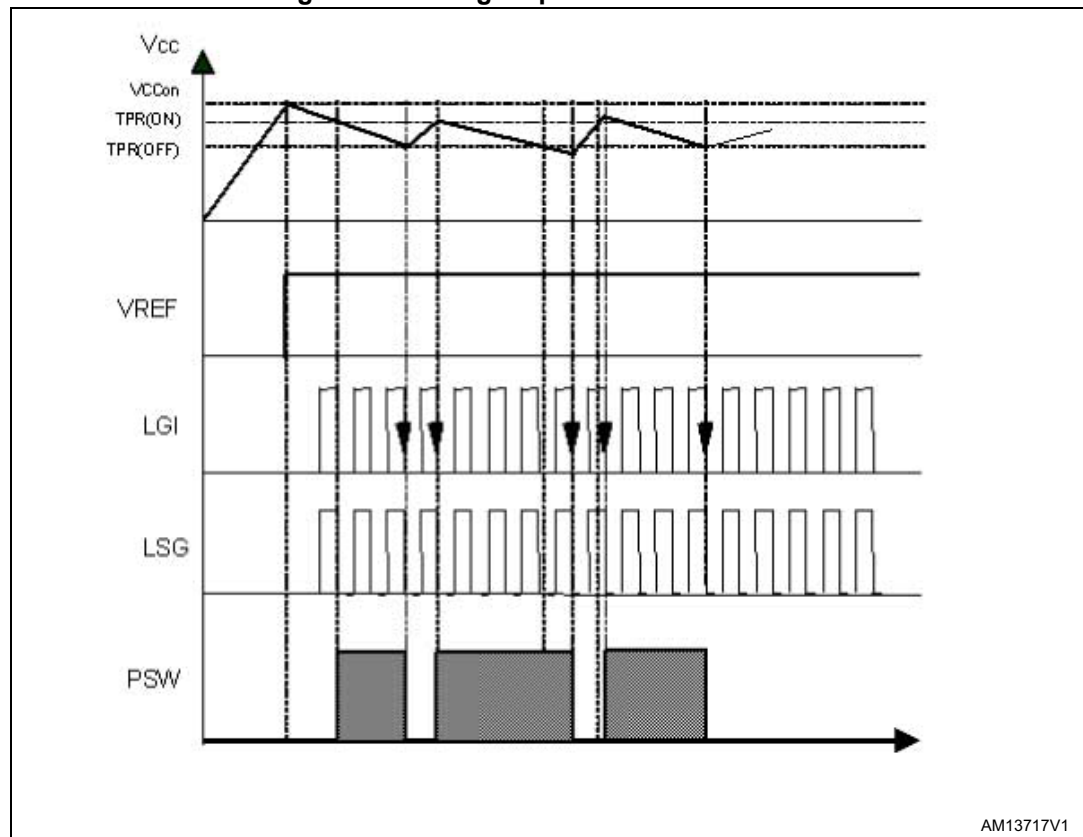 Vcc
VCCon
TPR(ON)
TPR(OFF)
VREF
LGI
LSG
PSW
AM13717V1